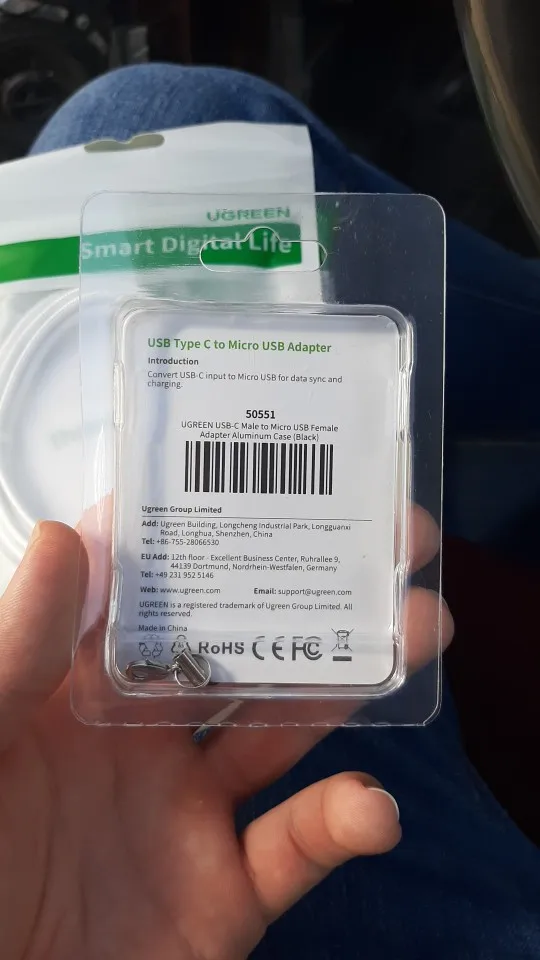 UGREEN
Smart Digital Life
USB Type C to Micro USB Adapter
Introduction
Convert USB-C input to Micro USB for data sync and
charging.
50551
UGREEN USB-C Male to Micro USB Female
Adapter Aluminum Case (Black)
Ugreen Group Limited
Add: Ugreen Building, Longcheng Industrial Park, Longguanxi
Road, Longhua, Shenzhen, China
Tel: +86-755-28066530
EU Add: 12th floor - Excellent Business Center, Ruhrallee 9,
44139 Dortmund, Nordrhein-Westfalen, Germany
Tel: +49 231 952 5146
Web: www.ugreen.com Email: support@ugreen.com
UGREEN is a registered trademark of Ugreen Group Limited. All
rights reserved.
Made in China
RoHS CE FC